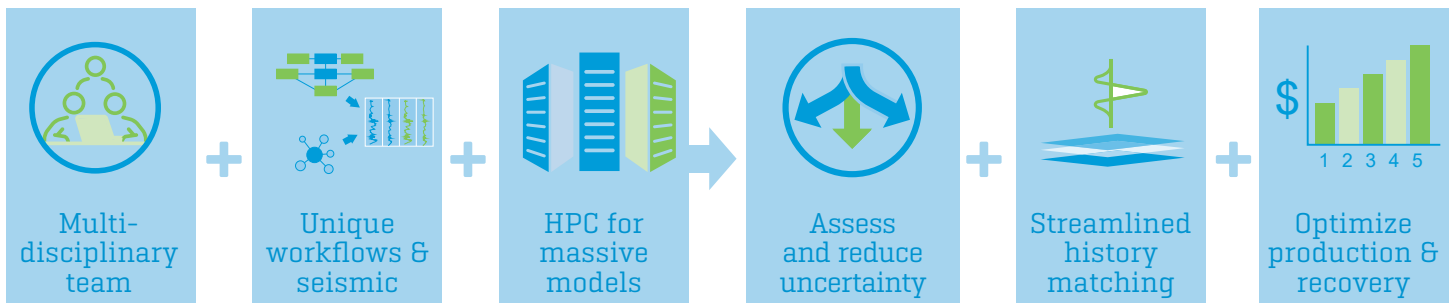 $
1 2 3 4 5
Multi-
disciplinary
team
Unique
workflows &
seismic
HPC for
massive
models
Assess
and reduce
uncertainty
Streamlined
history
matching
Optimize
production &
recovery